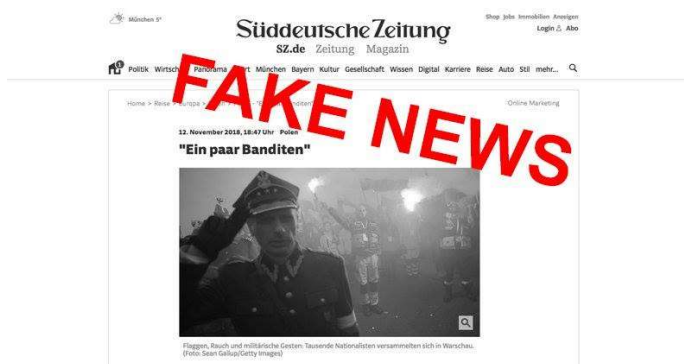 München 5°
Süddeutsche Zeitung
Shop Jobs Immobilien Anzeigen
Login Abo
SZ.de Zeitung Magazin
1
Politik Panorama München Bayern Kultur Gesellschaft Wissen Digital Karriere Reise Auto Stil mehr...
FAKE NEWS
Home > Reise > Europa >
Online Marketing
12. November 2018, 18:47 Uhr Polen
"Ein paar Banditen"
Flaggen, Rauch und militärische Gesten. Tausende Nationalisten versammelten sich in Warschau.
(Foto: Sean Gallup/Getty Images)